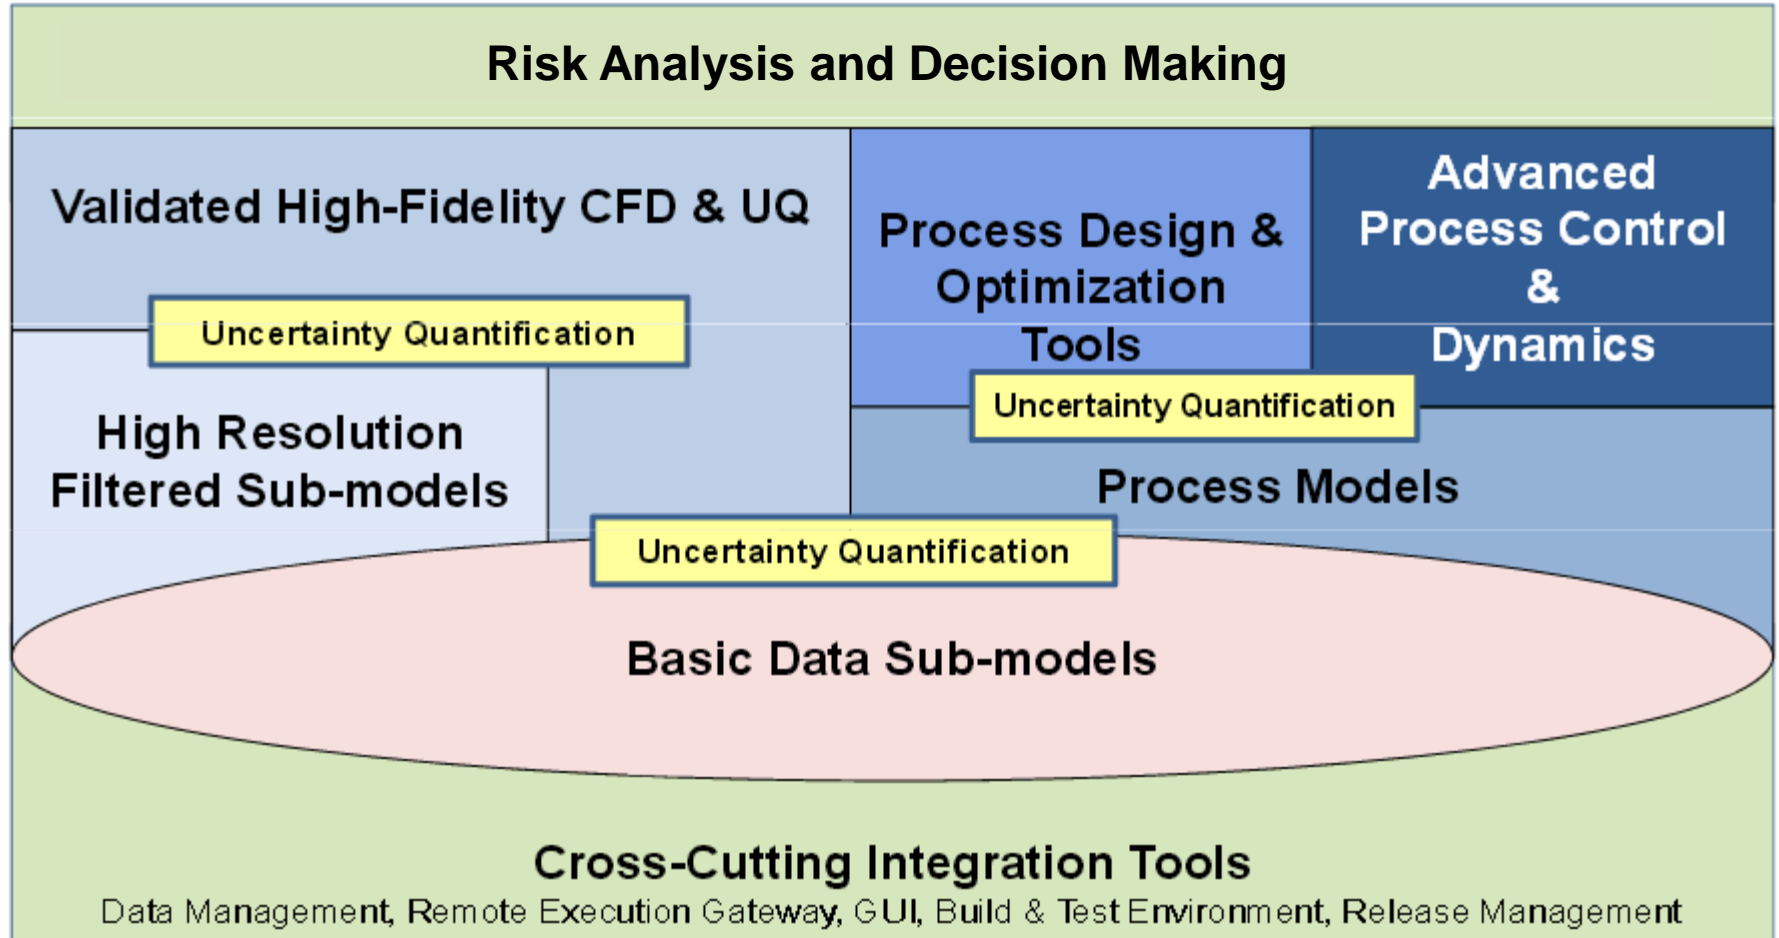 Risk Analysis and Decision Making
Validated High-Fidelity CFD & UQ
Process Design &
Optimization
Tools
Advanced
Process Control
&
Dynamics
Uncertainty Quantification
Uncertainty Quantification
High Resolution
Filtered Sub-models
Process Models
Uncertainty Quantification
Basic Data Sub-models
Cross-Cutting Integration Tools
Data Management, Remote Execution Gateway, GUI, Build & Test Environment, Release Management